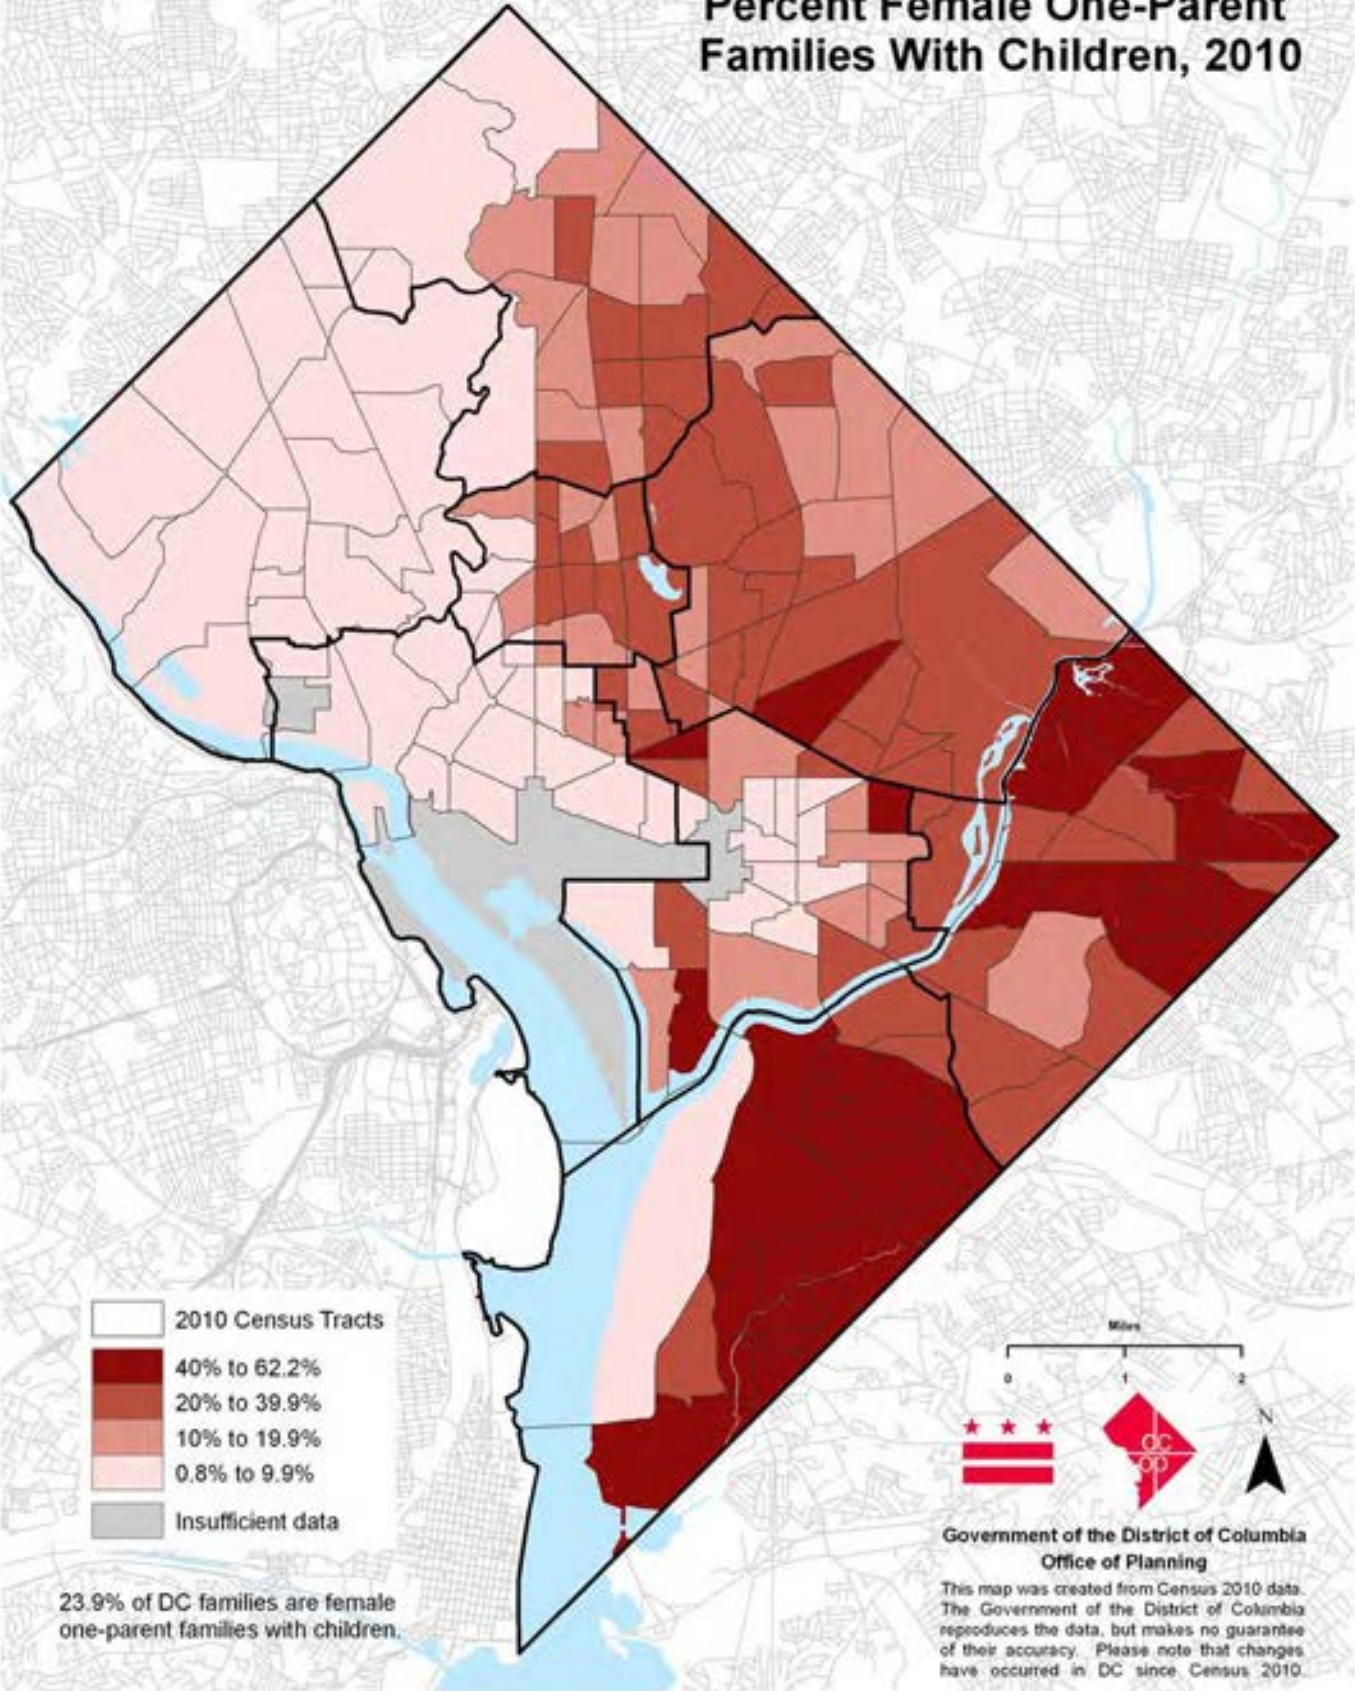 Percent Female One-Parent
Families With Children, 2010
2010 Census Tracts
40% to 62.2%
20% to 39.9%
10% to 19.9%
0.8% to 9.9%
Insufficient data
23.9% of DC families are female
one-parent families with children.
Miles
0 1 2
N
dc
op
Government of the District of Columbia
Office of Planning
This map was created from Census 2010 data.
The Government of the District of Columbia
reproduces the data, but makes no guarantee
of their accuracy. Please note that changes
have occurred in DC since Census 2010.